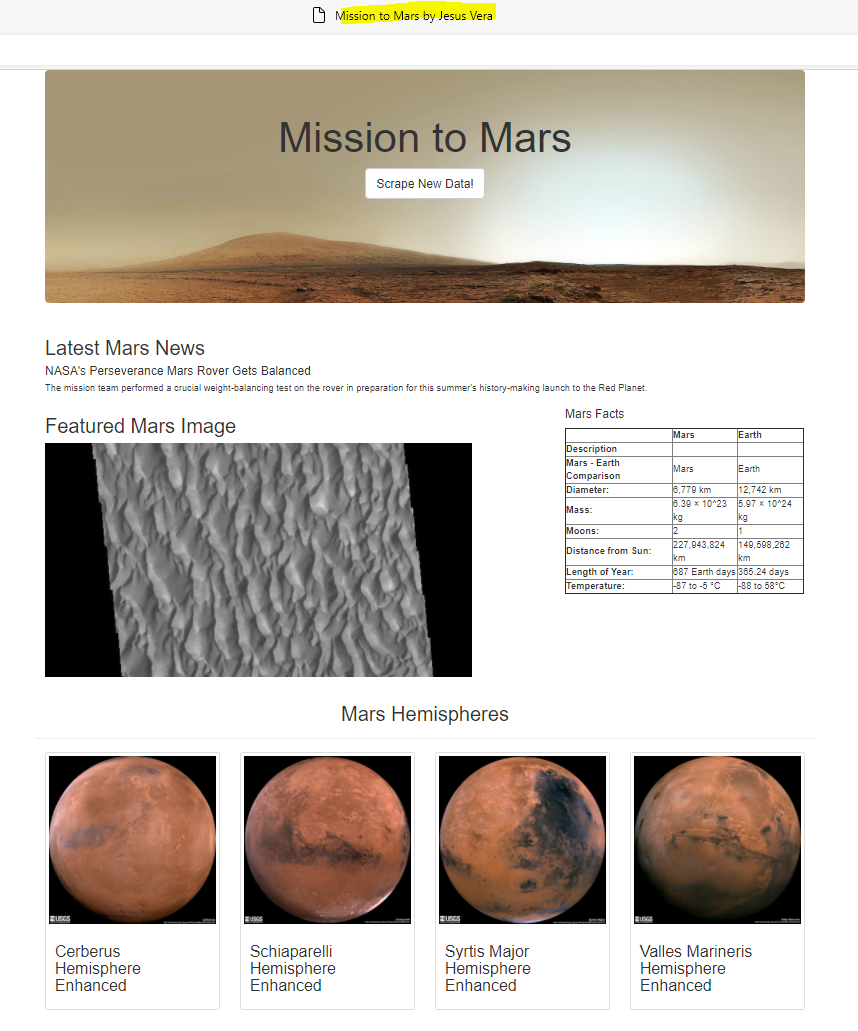 Mission to Mars by Jesus Vera
Mission to Mars
Scrape New Data!
Latest Mars News
NASA's Perseverance Mars Rover Gets Balanced
The mission team performed a crucial weight-balancing test on the rover in preparation for this summer's history-making launch to the Red Planet.
Featured Mars Image
Mars Facts
Mars Earth
Description
Mars - Earth
Comparison Mars Earth
Diameter: 6,779 km 12,742 km
Mass: 6.39 × 10^23 kg 5.97 × 10^24 kg
Moons: 2 1
Distance from Sun: 227,943,824 km 149,598,262 km
Length of Year: 687 Earth days 365.24 days
Temperature: -87 to -5 °C -88 to 58°C
Mars Hemispheres
USGS
USGS
USGS
USGS
Cerberus
Hemisphere
Enhanced
Schiaparelli
Hemisphere
Enhanced
Syrtis Major
Hemisphere
Enhanced
Valles Marineris
Hemisphere
Enhanced